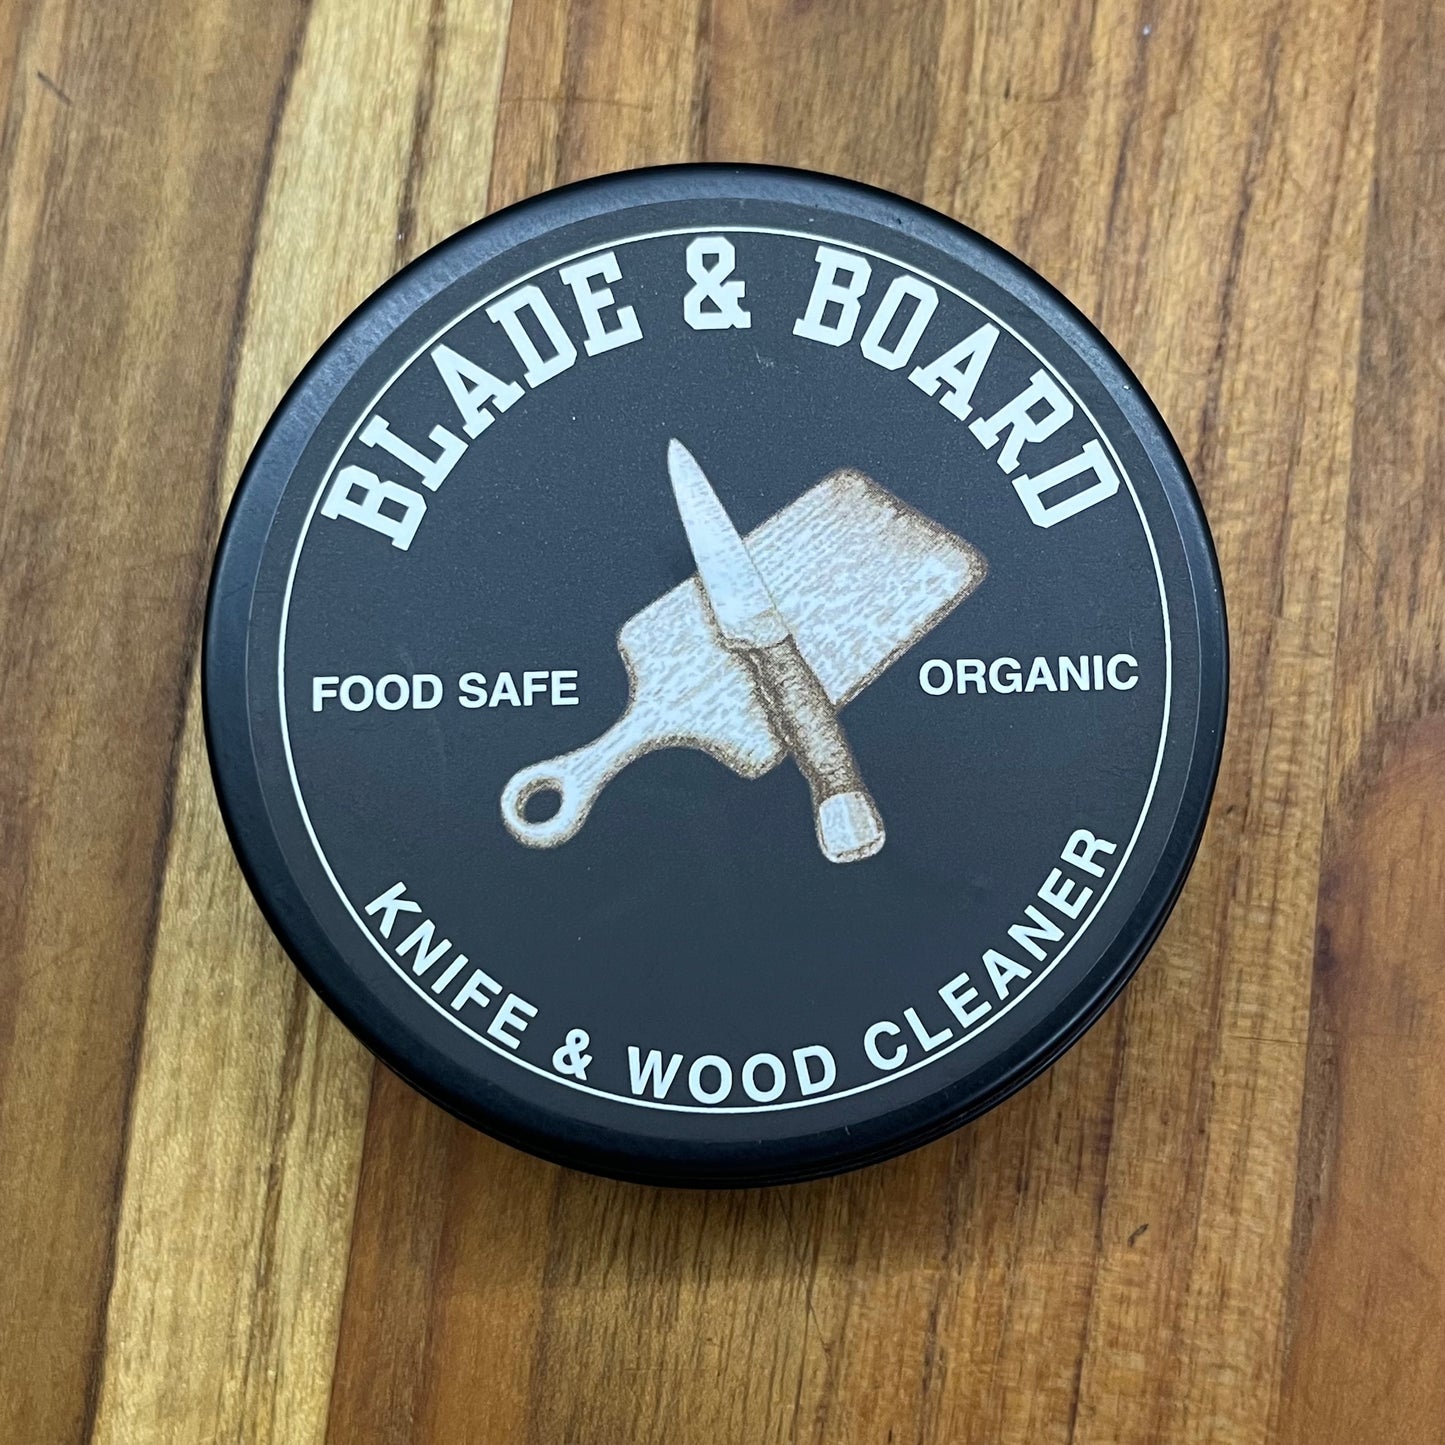 BLADE & BOARD
FOOD SAFE
ORGANIC
KNIFE & WOOD CLEANER